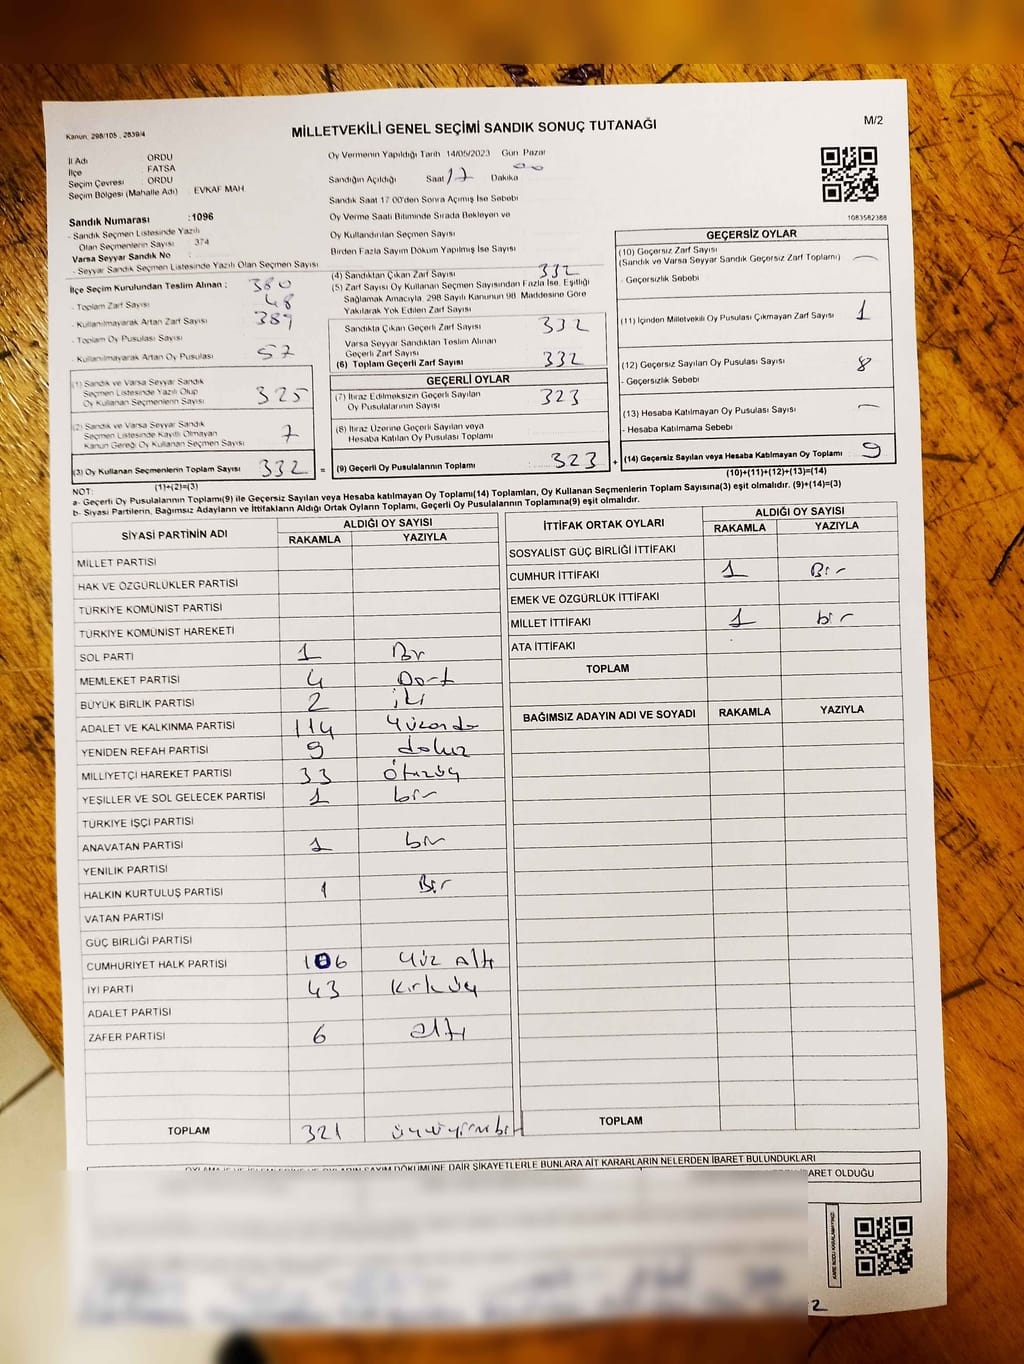 Kanun, 298/105 , 2839/4
MİLLETVEKİLİ GENEL SEÇİMİ SANDIK SONUÇ TUTANAĞI
M/2
İl Adı : ORDU
İlçe : FATSA
Seçim Çevresi : ORDU
Seçim Bölgesi (Mahalle Adı) : EVKAF MAH
Oy Vermenin Yapıldığı Tarih 14/05/2023 Gün Pazar
Sandığın Açıldığı Saat 17 Dakika 00
Sandık Saat 17 00'den Sonra Açımış İse Sebebi
Oy Verme Saati Bitiminde Sırada Bekleyen ve
Oy Kullandırılan Seçmen Sayısı
Birden Fazla Sayım Döküm Yapılmış İse Sayısı
1083582388
Sandık Numarası :1096
- Sandık Seçmen Listesinde Yazılı
Olan Seçmenlerin Sayısı : 374
Varsa Seyyar Sandık No :
- Seyyar Sandık Seçmen Listesinde Yazılı Olan Seçmen Sayısı
İlçe Seçim Kurulundan Teslim Alınan :
- Toplam Zarf Sayısı 380
- Kullanılmayarak Artan Zarf Sayısı 48
- Toplam Oy Pusulası Sayısı 389
- Kullanılmayarak Artan Oy Pusulası 57
(1) Sandık ve Varsa Seyyar Sandık
Seçmen Listesinde Yazılı Olup
Oy Kullanan Seçmenlerin Sayısı 325
(2) Sandık ve Varsa Seyyar Sandık
Seçmen Listesinde Kayıtlı Olmayan
Kanun Gereği Oy Kullanan Seçmen Sayısı 7
(3) Oy Kullanan Seçmenlerin Toplam Sayısı 332 =
(1)+(2)=(3)
(4) Sandıktan Çıkan Zarf Sayısı 332
(5) Zarf Sayısı Oy Kullanan Seçmen Sayısından Fazla İse, Eşitliği
Sağlamak Amacıyla, 298 Sayılı Kanunun 98. Maddesine Göre
Yakılarak Yok Edilen Zarf Sayısı
Sandıkta Çıkan Geçerli Zarf Sayısı 332
Varsa Seyyar Sandıktan Teslim Alınan
Geçerli Zarf Sayısı
(6) Toplam Geçerli Zarf Sayısı 332
GEÇERLİ OYLAR
(7) İtiraz Edilmeksizin Geçerli Sayılan
Oy Pusulalarının Sayısı 323
(8) İtiraz Üzerine Geçerli Sayılan veya
Hesaba Katılan Oy Pusulası Toplamı
(9) Geçerli Oy Pusulalarının Toplamı 323 +
GEÇERSİZ OYLAR
(10) Geçersiz Zarf Sayısı
(Sandık ve Varsa Seyyar Sandık Geçersiz Zarf Toplamı) —
- Geçersizlik Sebebi
(11) İçinden Milletvekili Oy Pusulası Çıkmayan Zarf Sayısı 1
(12) Geçersiz Sayılan Oy Pusulası Sayısı 8
- Geçersizlik Sebebi
(13) Hesaba Katılmayan Oy Pusulası Sayısı —
- Hesaba Katılmama Sebebi
(14) Geçersiz Sayılan veya Hesaba Katılmayan Oy Toplamı 9
(10)+(11)+(12)+(13)=(14)
NOT:
a- Geçerli Oy Pusulalarının Toplamı(9) ile Geçersiz Sayılan veya Hesaba katılmayan Oy Toplamı(14) Toplamları, Oy Kullanan Seçmenlerin Toplam Sayısına(3) eşit olmalıdır. (9)+(14)=(3)
b- Siyasi Partilerin, Bağımsız Adayların ve İttifakların Aldığı Ortak Oyların Toplamı, Geçerli Oy Pusulalarının Toplamına(9) eşit olmalıdır.
SİYASİ PARTİNİN ADI
ALDIĞI OY SAYISI
RAKAMLA YAZIYLA
MİLLET PARTİSİ
HAK VE ÖZGÜRLÜKLER PARTİSİ
TÜRKİYE KOMÜNİST PARTİSİ
TÜRKİYE KOMÜNİST HAREKETİ
SOL PARTİ 1 Bir
MEMLEKET PARTİSİ 4 Dört
BÜYÜK BİRLİK PARTİSİ 2 iki
ADALET VE KALKINMA PARTİSİ 114
YENİDEN REFAH PARTİSİ 9 dokuz
MİLLİYETÇİ HAREKET PARTİSİ 33 Otuzüç
YEŞİLLER VE SOL GELECEK PARTİSİ 1 bir
TÜRKİYE İŞÇİ PARTİSİ
ANAVATAN PARTİSİ 1 bir
YENİLİK PARTİSİ
HALKIN KURTULUŞ PARTİSİ 1 Bir
VATAN PARTİSİ
GÜÇ BİRLİĞİ PARTİSİ
CUMHURİYET HALK PARTİSİ 106 Yüz Altı
İYİ PARTİ 43 Kırküç
ADALET PARTİSİ
ZAFER PARTİSİ 6 altı
TOPLAM 321
İTTİFAK ORTAK OYLARI
ALDIĞI OY SAYISI
RAKAMLA YAZIYLA
SOSYALİST GÜÇ BİRLİĞİ İTTİFAKI
CUMHUR İTTİFAKI 1 Bir
EMEK VE ÖZGÜRLÜK İTTİFAKI
MİLLET İTTİFAKI 1 bir
ATA İTTİFAKI
TOPLAM
BAĞIMSIZ ADAYIN ADI VE SOYADI RAKAMLA YAZIYLA
TOPLAM
DÖKÜMÜNE DAİR ŞİKAYETLERLE BUNLARA AİT KARARLARIN NELERDEN İBARET BULUNDUKLARI
İBARET OLDUĞU
2